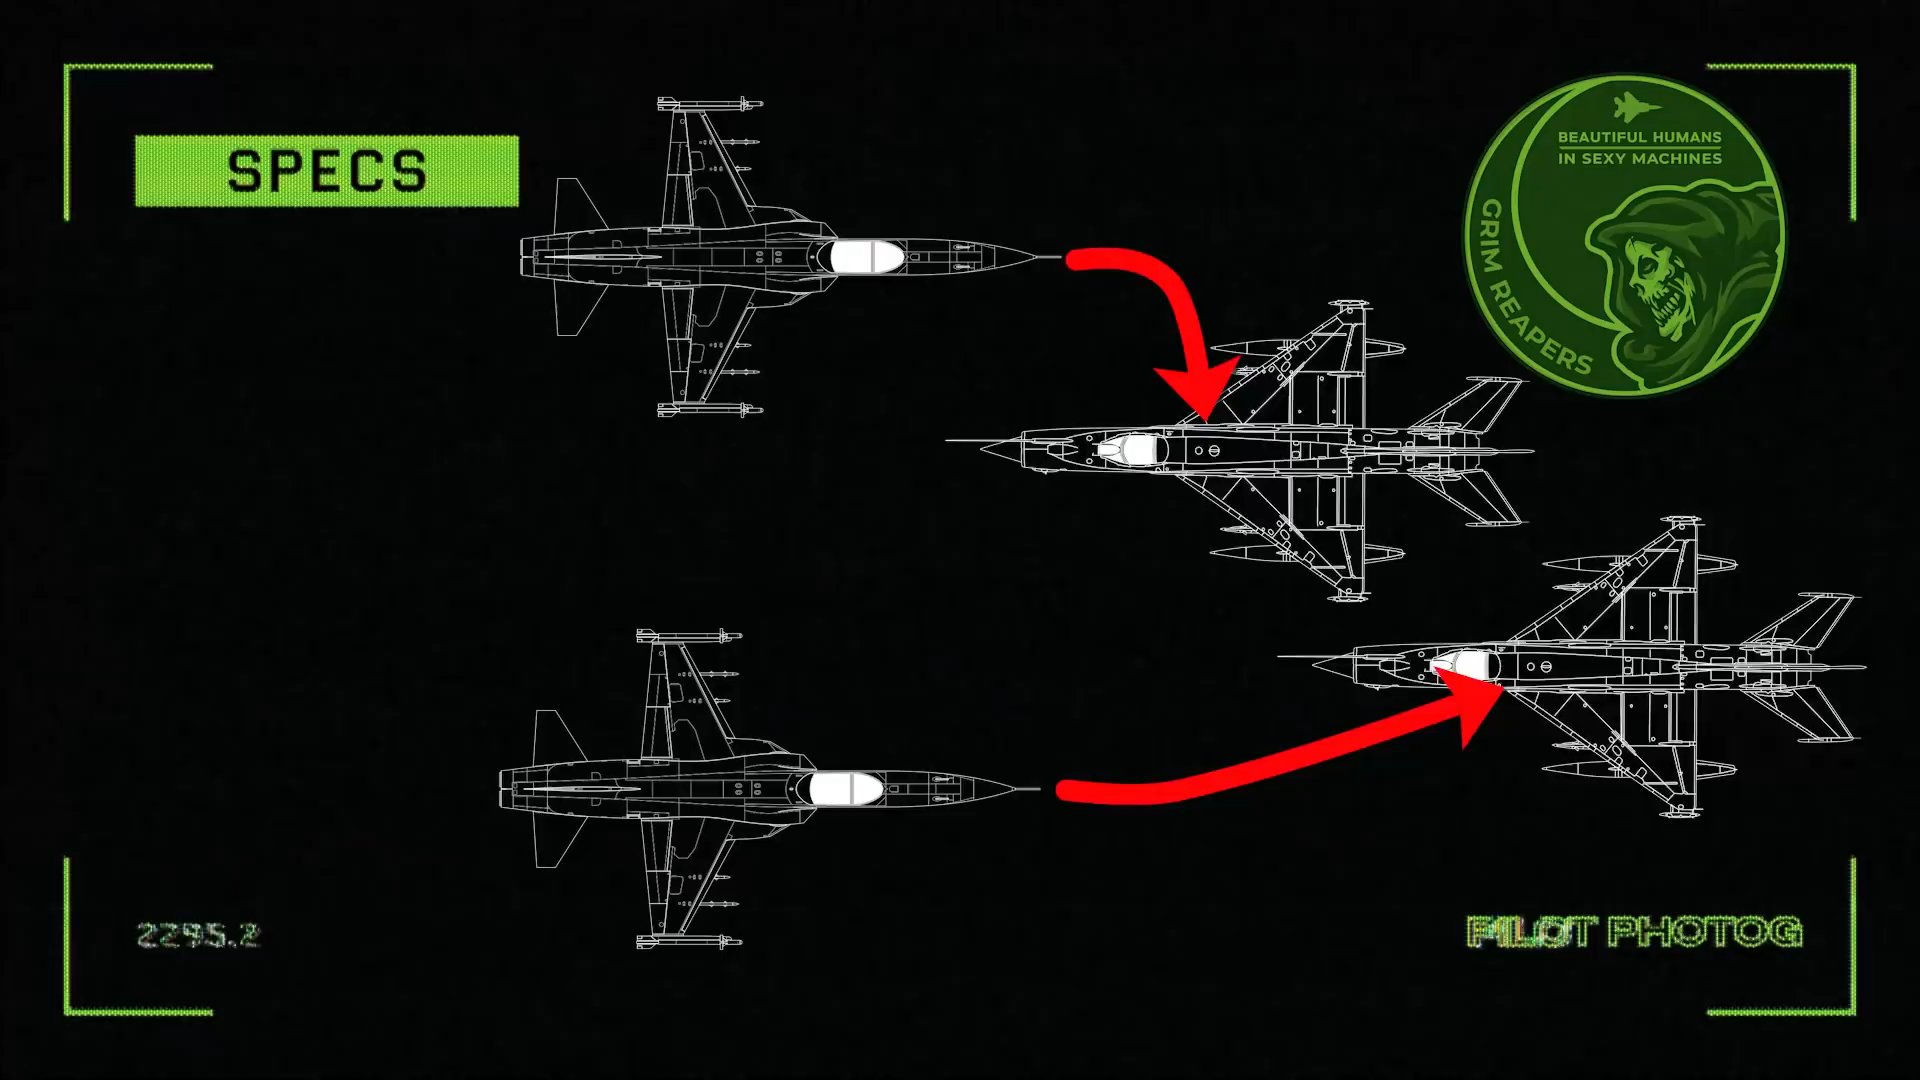 SPECS
BEAUTIFUL HUMANS
IN SEXY MACHINES
GRIM REAPERS
2295.2
PILOT PHOTOG